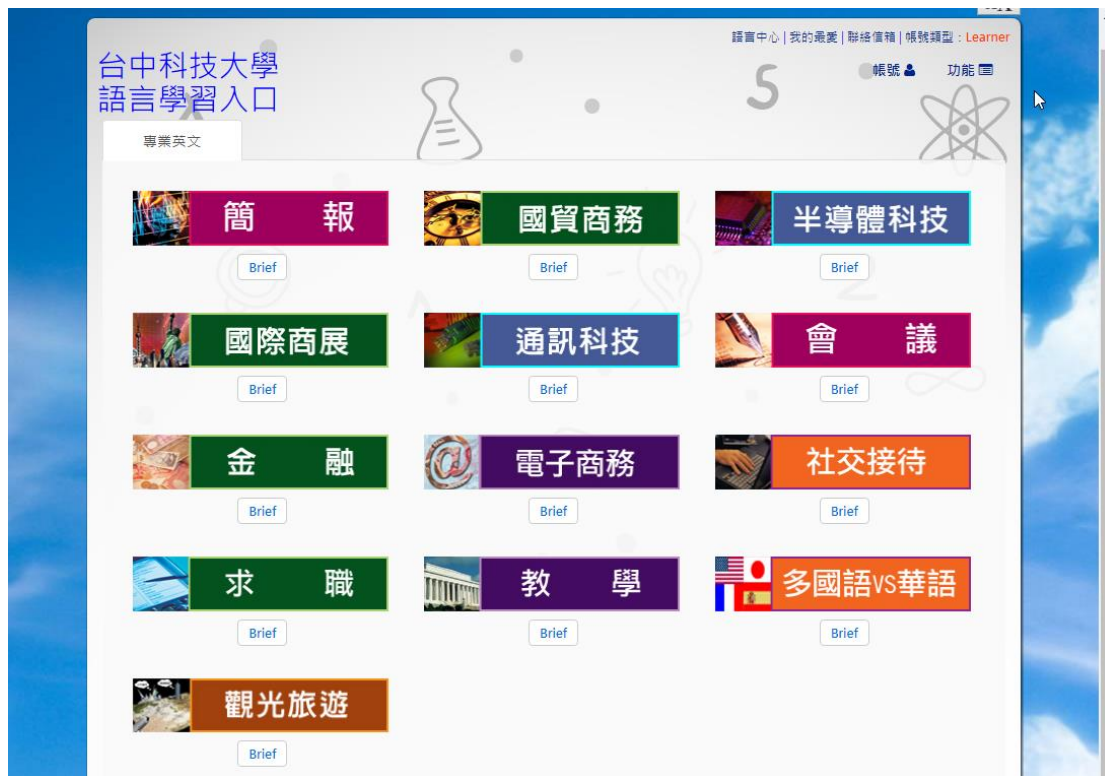 語言中心 | 我的最愛 | 聯絡信箱 | 帳號類型：Learner
台中科技大學
語言學習入口
帳號 功能
專業英文
簡報 國貿商務 半導體科技
Brief Brief Brief
國際商展 通訊科技 會議
Brief Brief Brief
金融 電子商務 社交接待
Brief Brief Brief
求職 教學 多國語VS華語
Brief Brief Brief
觀光旅遊
Brief